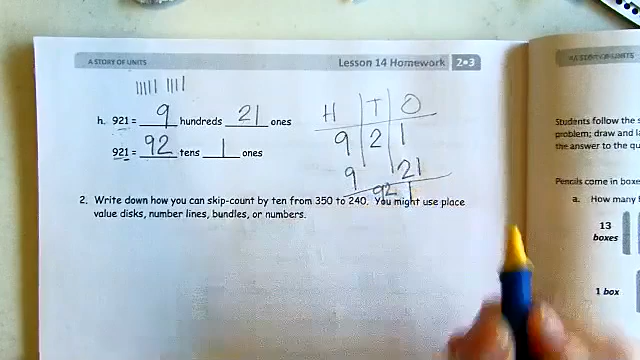 A STORY OF UNITS
Lesson 14 Homework 2•3
h. 921 = 9 hundreds 21 ones
921 = 92 tens 1 ones
H T O
9 2 1
9 21
92 1
2. Write down how you can skip-count by ten from 350 to 240. You might use place
value disks, number lines, bundles, or numbers.
A STORY OF UNITS
Students follow the
problem; draw and
the answer to the qu
Pencils come in boxe
a. How many
13
boxes
1 box